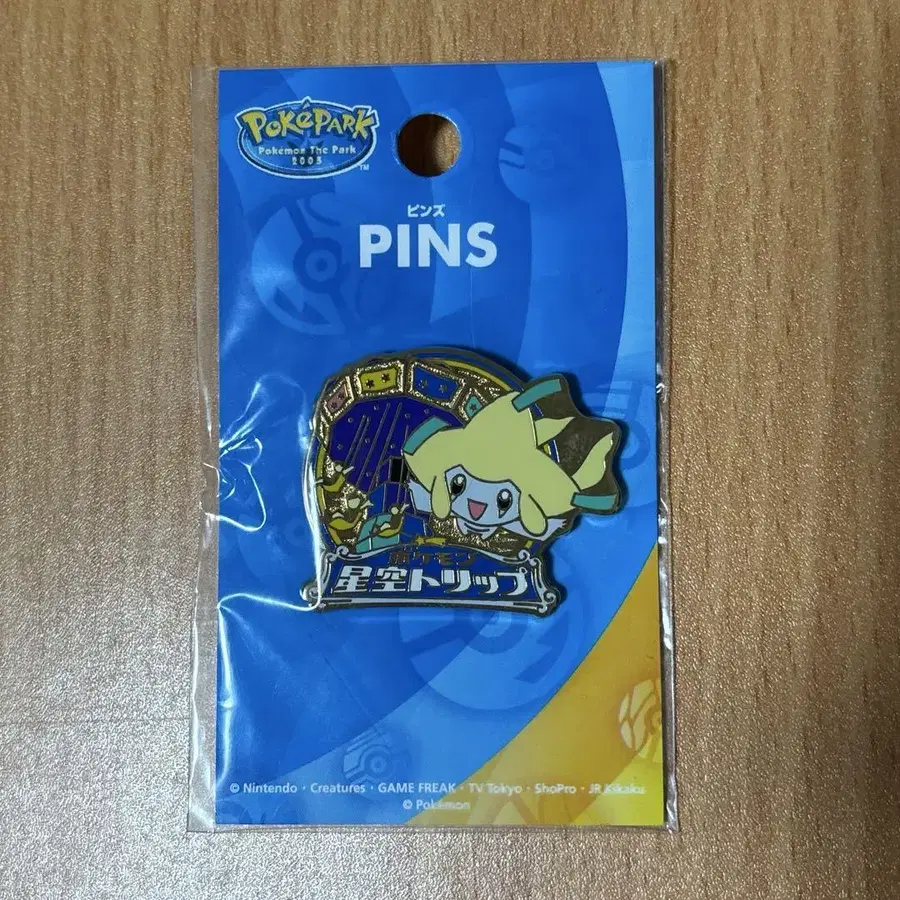 PokéPARK
Pokémon The Park
2005
TM
ピンズ
PINS
ポケモン
星空トリップ
© Nintendo・Creatures・GAME FREAK・TV Tokyo・ShoPro・JR Kikaku
© Pokémon